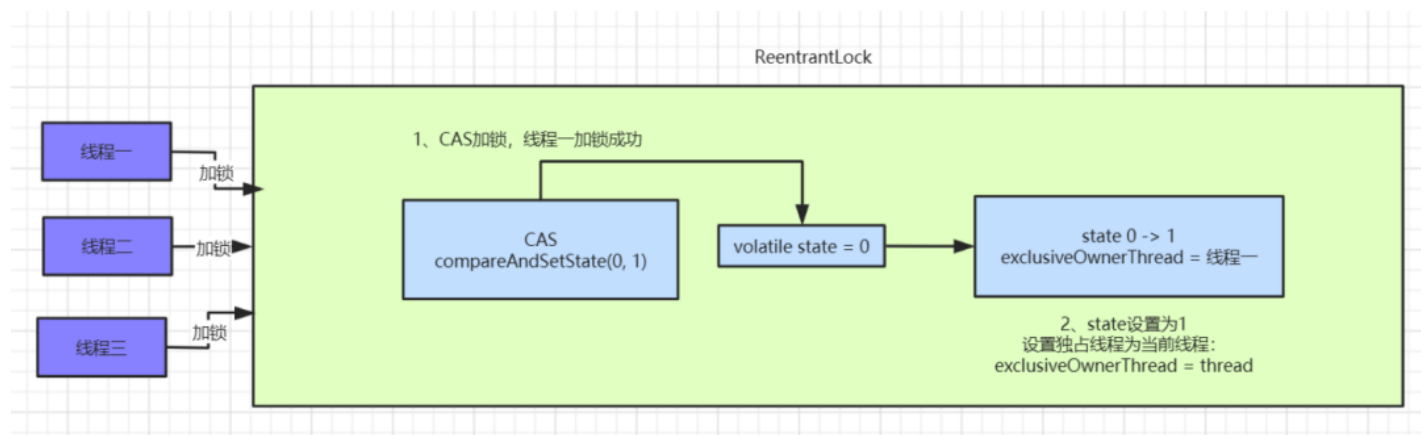 ReentrantLock
线程一
加锁
线程二
加锁
线程三
加锁
1、CAS加锁，线程一加锁成功
CAS
compareAndSetState(0, 1)
volatile state = 0
state 0 -> 1
exclusiveOwnerThread = 线程一
2、state设置为1
设置独占线程为当前线程：
exclusiveOwnerThread = thread